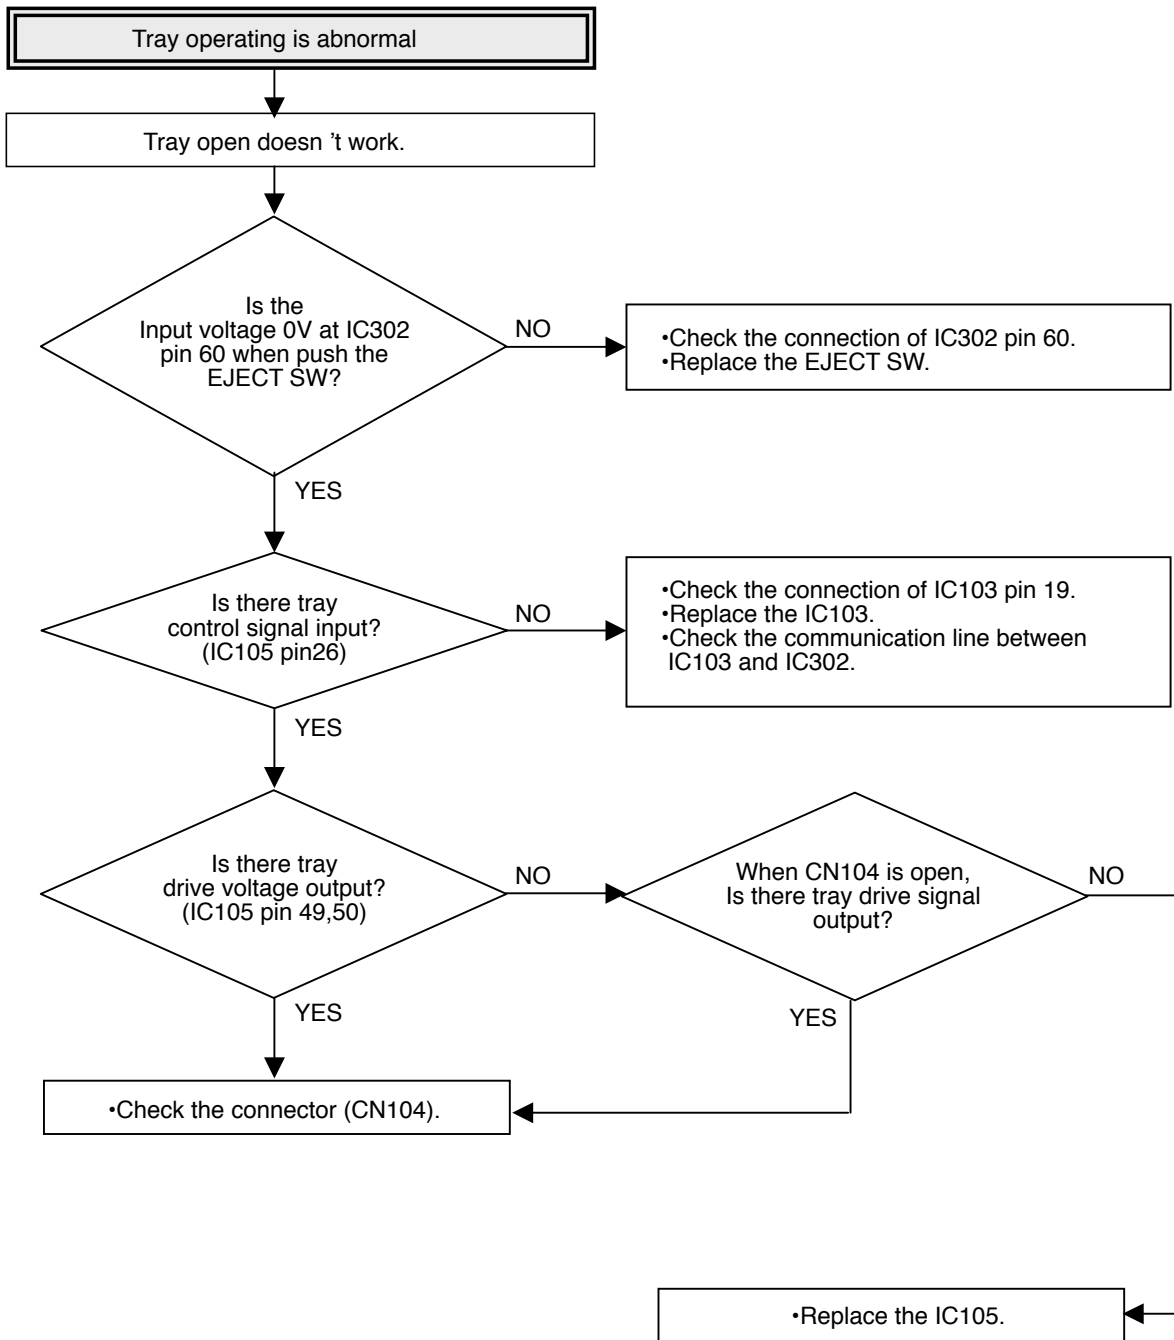 Tray operating is abnormal
Tray open doesn 't work.
Is the
Input voltage 0V at IC302
pin 60 when push the
EJECT SW?
NO
•Check the connection of IC302 pin 60.
•Replace the EJECT SW.
YES
Is there tray
control signal input?
(IC105 pin26)
NO
•Check the connection of IC103 pin 19.
•Replace the IC103.
•Check the communication line between
IC103 and IC302.
YES
Is there tray
drive voltage output?
(IC105 pin 49,50)
NO
When CN104 is open,
Is there tray drive signal
output?
NO
YES
YES
•Check the connector (CN104).
•Replace the IC105.